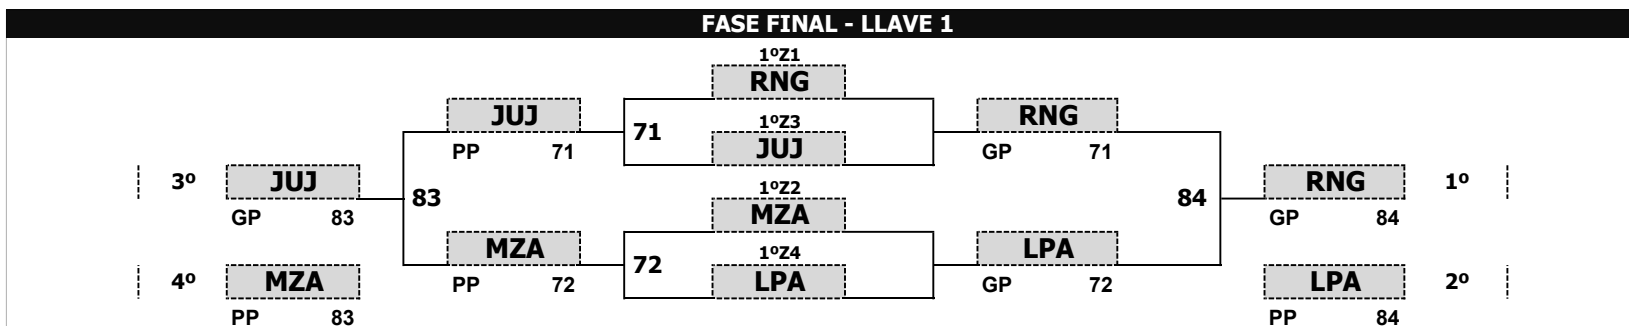 FASE FINAL - LLAVE 1
1ºZ1
RNG
JUJ RNG
71 1ºZ3
PP 71 JUJ GP 71
3º JUJ 1ºZ2 RNG 1º
83 MZA 84
GP 83 GP 84
MZA 1ºZ4 LPA
72
4º MZA PP 72 LPA GP 72 LPA 2º
PP 83 PP 84